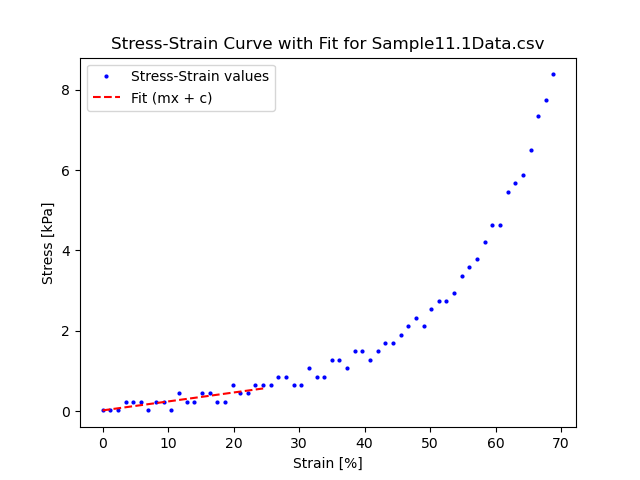 Stress-Strain Curve with Fit for Sample11.1Data.csv
Stress-Strain values
Fit (mx + c)
8
6
4
2
0
Stress [kPa]
0 10 20 30 40 50 60 70
Strain [%]